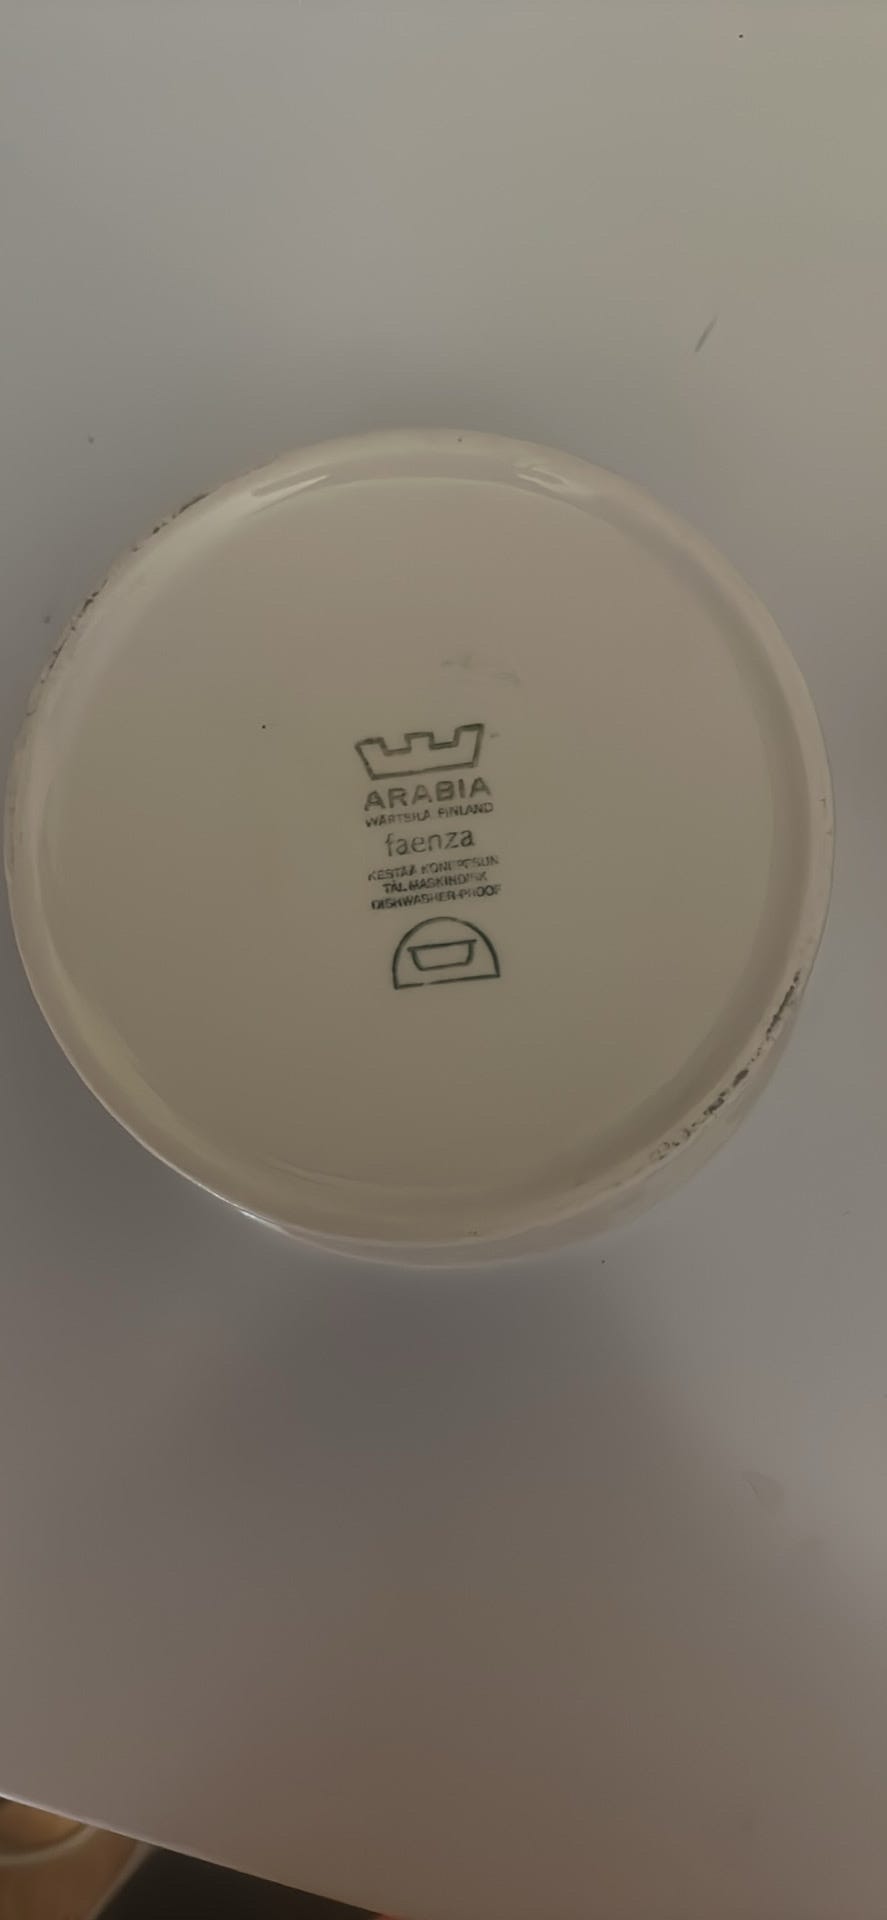 ARABIA
WÄRTSILÄ FINLAND
faenza
KESTÄÄ KONEPESUN
TÅL MASKINDISK
DISHWASHER-PROOF